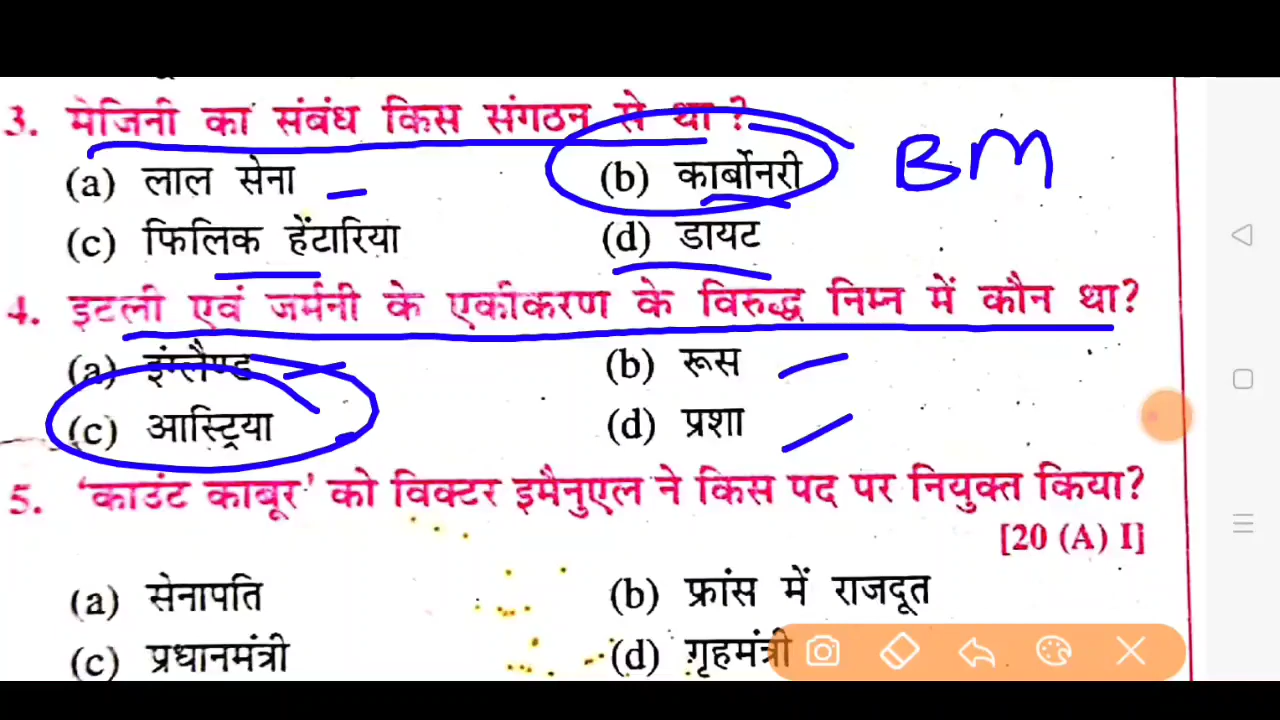 3. मेजिनी का संबंध किस संगठन से था ?
(a) लाल सेना (b) कार्बोनरी BM
(c) फिलिक हेंटारिया (d) डायट
4. इटली एवं जर्मनी के एकीकरण के विरुद्ध निम्न में कौन था?
(a) इंग्लैण्ड (b) रूस
(c) आस्ट्रिया (d) प्रशा
5. ‘काउंट काबूर’ को विक्टर इमैनुएल ने किस पद पर नियुक्त किया?
[20 (A) I]
(a) सेनापति (b) फ्रांस में राजदूत
(c) प्रधानमंत्री (d) गृहमंत्री